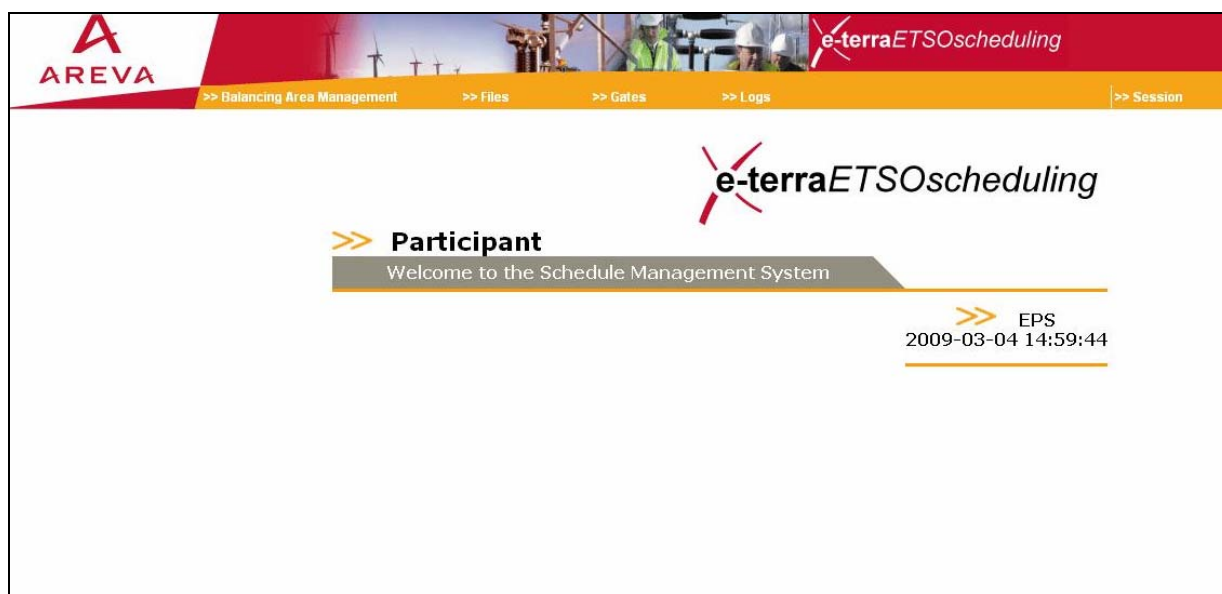 AREVA
e-terraETSOscheduling
>> Balancing Area Management >> Files >> Gates >> Logs >> Session
e-terraETSOscheduling
>> Participant
Welcome to the Schedule Management System
>> EPS
2009-03-04 14:59:44